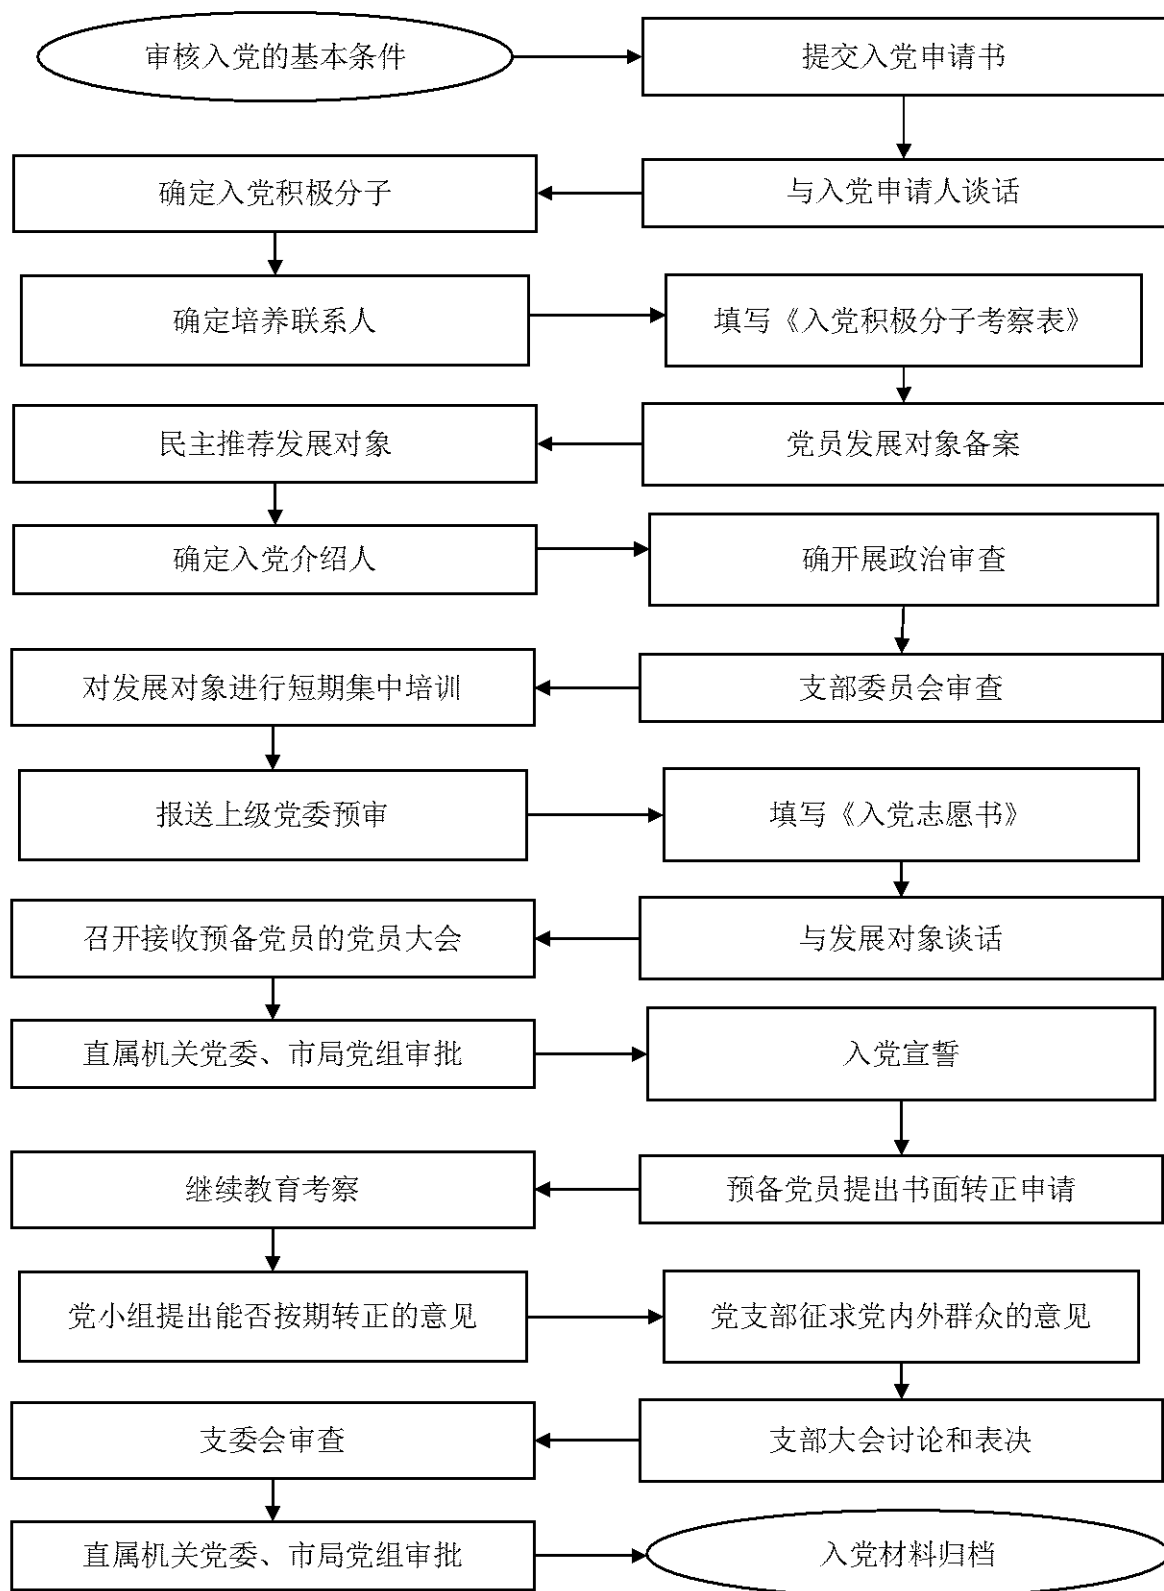 审核入党的基本条件
提交入党申请书
确定入党积极分子
与入党申请人谈话
确定培养联系人
填写《入党积极分子考察表》
民主推荐发展对象
党员发展对象备案
确定入党介绍人
确开展政治审查
对发展对象进行短期集中培训
支部委员会审查
报送上级党委预审
填写《入党志愿书》
召开接收预备党员的党员大会
与发展对象谈话
直属机关党委、市局党组审批
入党宣誓
继续教育考察
预备党员提出书面转正申请
党小组提出能否按期转正的意见
党支部征求党内外群众的意见
支委会审查
支部大会讨论和表决
直属机关党委、市局党组审批
入党材料归档